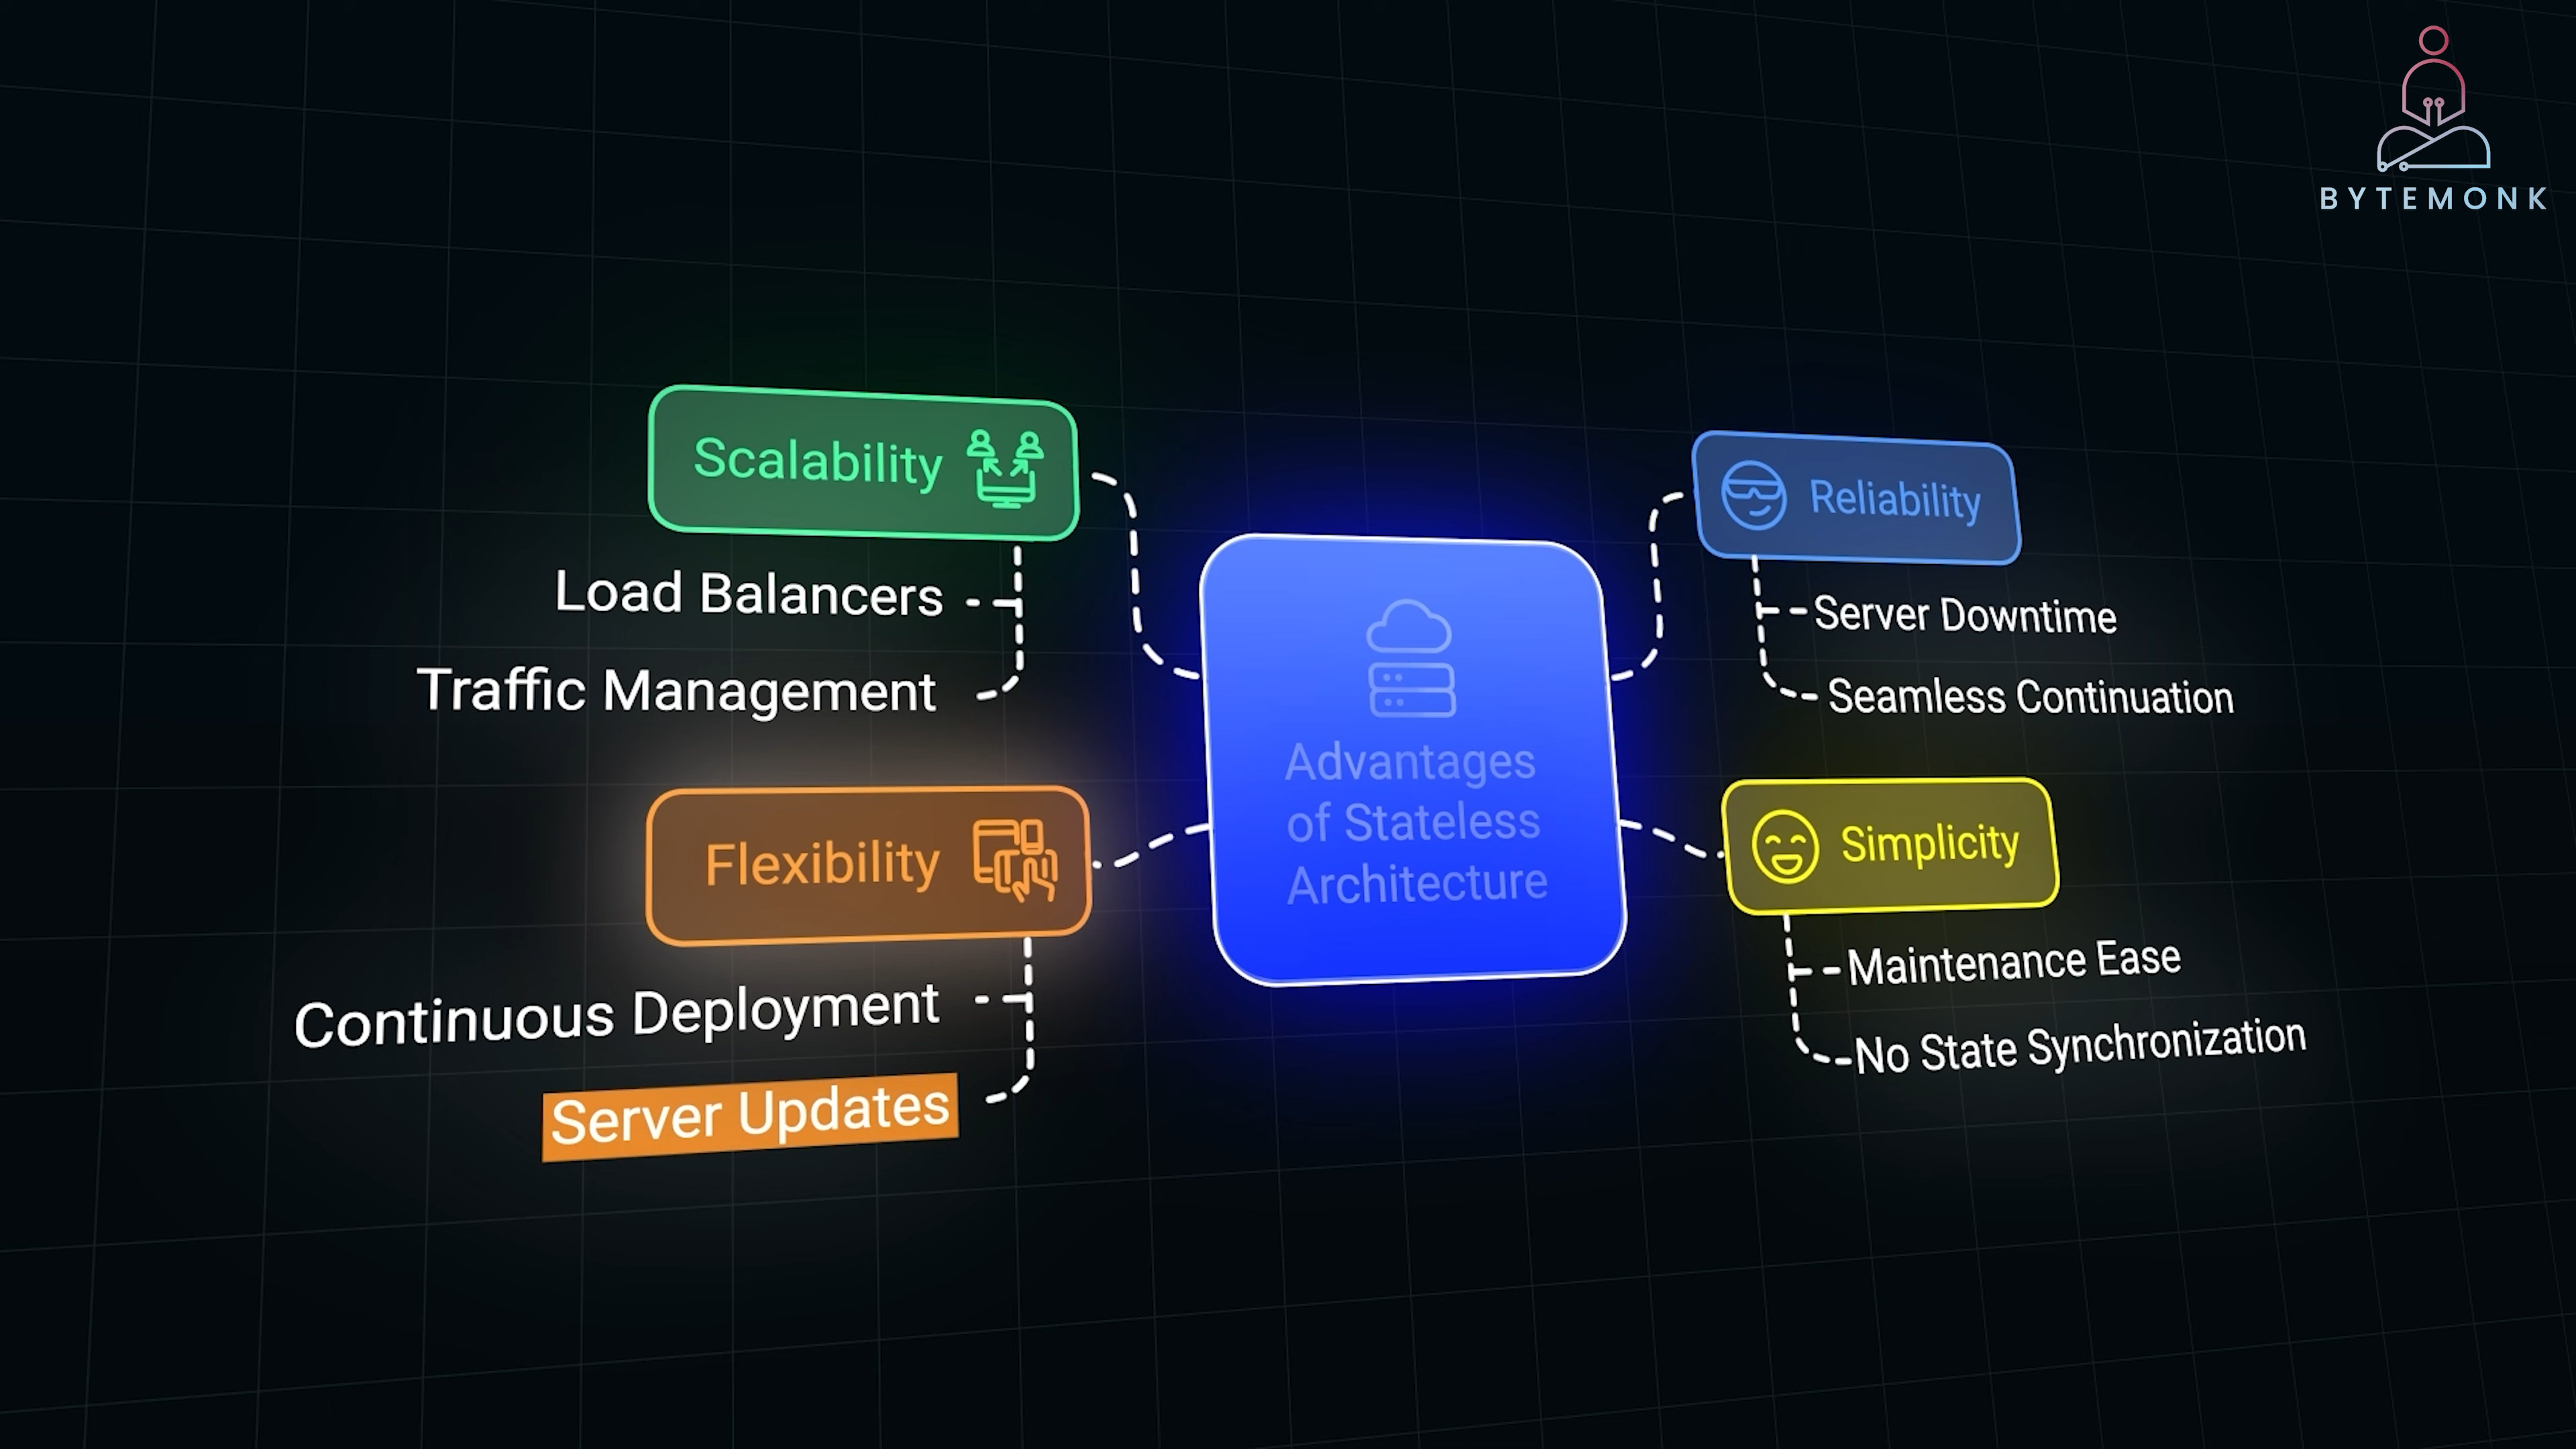 BYTEMONK
Scalability
Load Balancers
Traffic Management
Flexibility
Continuous Deployment
Server Updates
Advantages
of Stateless
Architecture
Reliability
Server Downtime
Seamless Continuation
Simplicity
Maintenance Ease
No State Synchronization